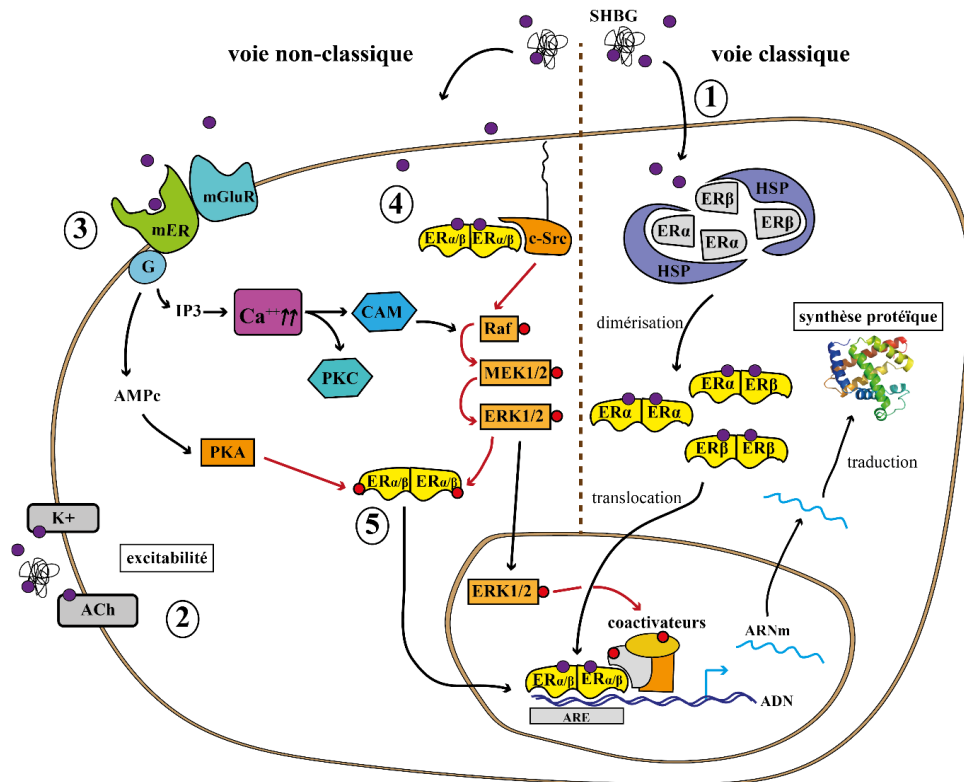 SHBG
voie non-classique
voie classique
1
mGluR
mER
3
G
4
ERα/β ERα/β
c-Src
HSP
ERβ
ERα
ERβ
ERα
HSP
IP3
Ca++
CAM
PKC
Raf
MEK1/2
ERK1/2
AMPc
PKA
ERα/β ERα/β
5
dimérisation
synthèse protéïque
ERα ERβ
ERα ERα
ERβ ERβ
translocation
traduction
K+
excitabilité
ACh
2
ERK1/2
coactivateurs
ARNm
ERα/β ERα/β
ADN
ARE